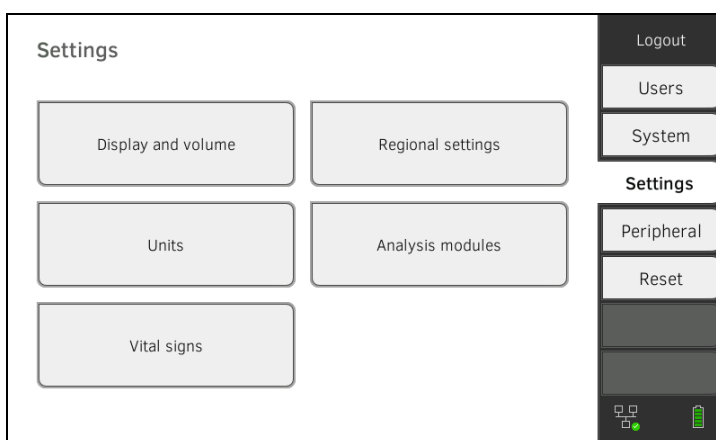 Settings
Display and volume
Regional settings
Units
Analysis modules
Vital signs
Logout
Users
System
Settings
Peripheral
Reset